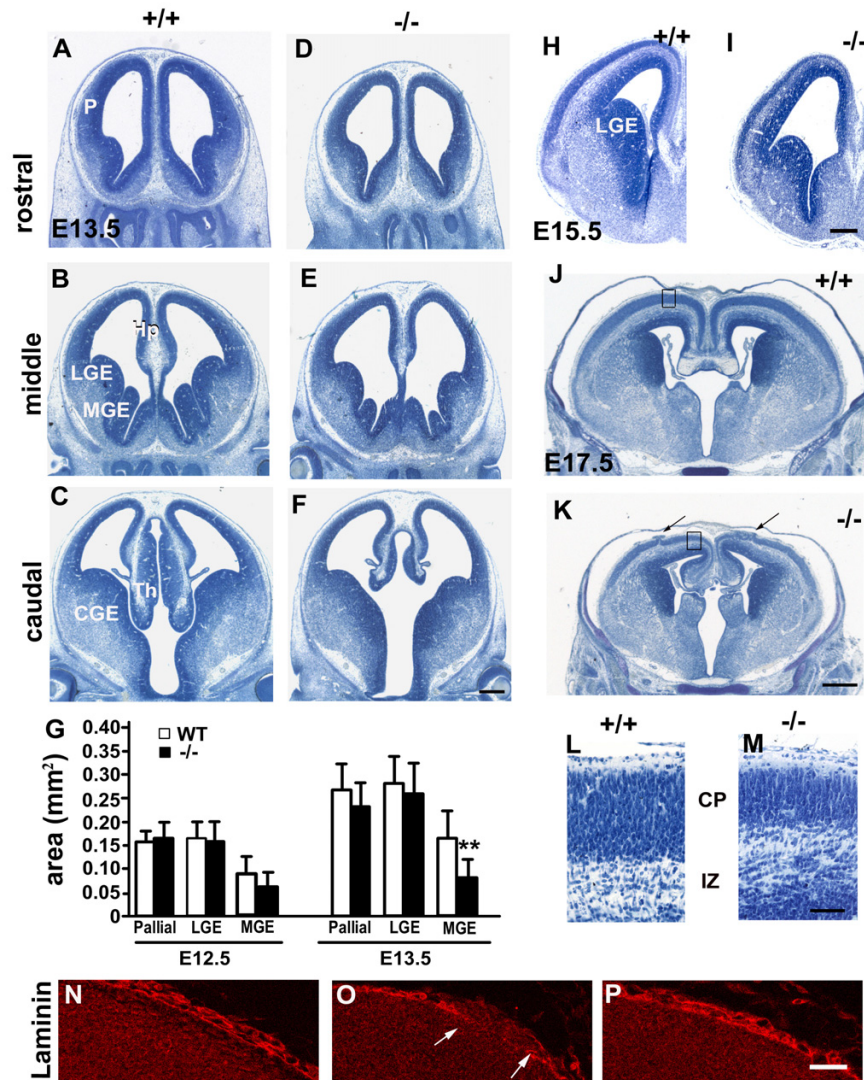 +/+ -/-
A D H +/+ I -/-
P
LGE
rostral
E13.5 E15.5
B E J +/+
Hp
LGE
MGE
middle
E17.5
C F K -/-
Th
CGE
caudal
G WT
-/-
area (mm²)
0.40
0.35
0.30
0.25
0.20
0.15
0.10
0.05
0
**
Pallial LGE MGE Pallial LGE MGE
E12.5 E13.5
+/+ -/-
L M
CP
IZ
Laminin
N O P